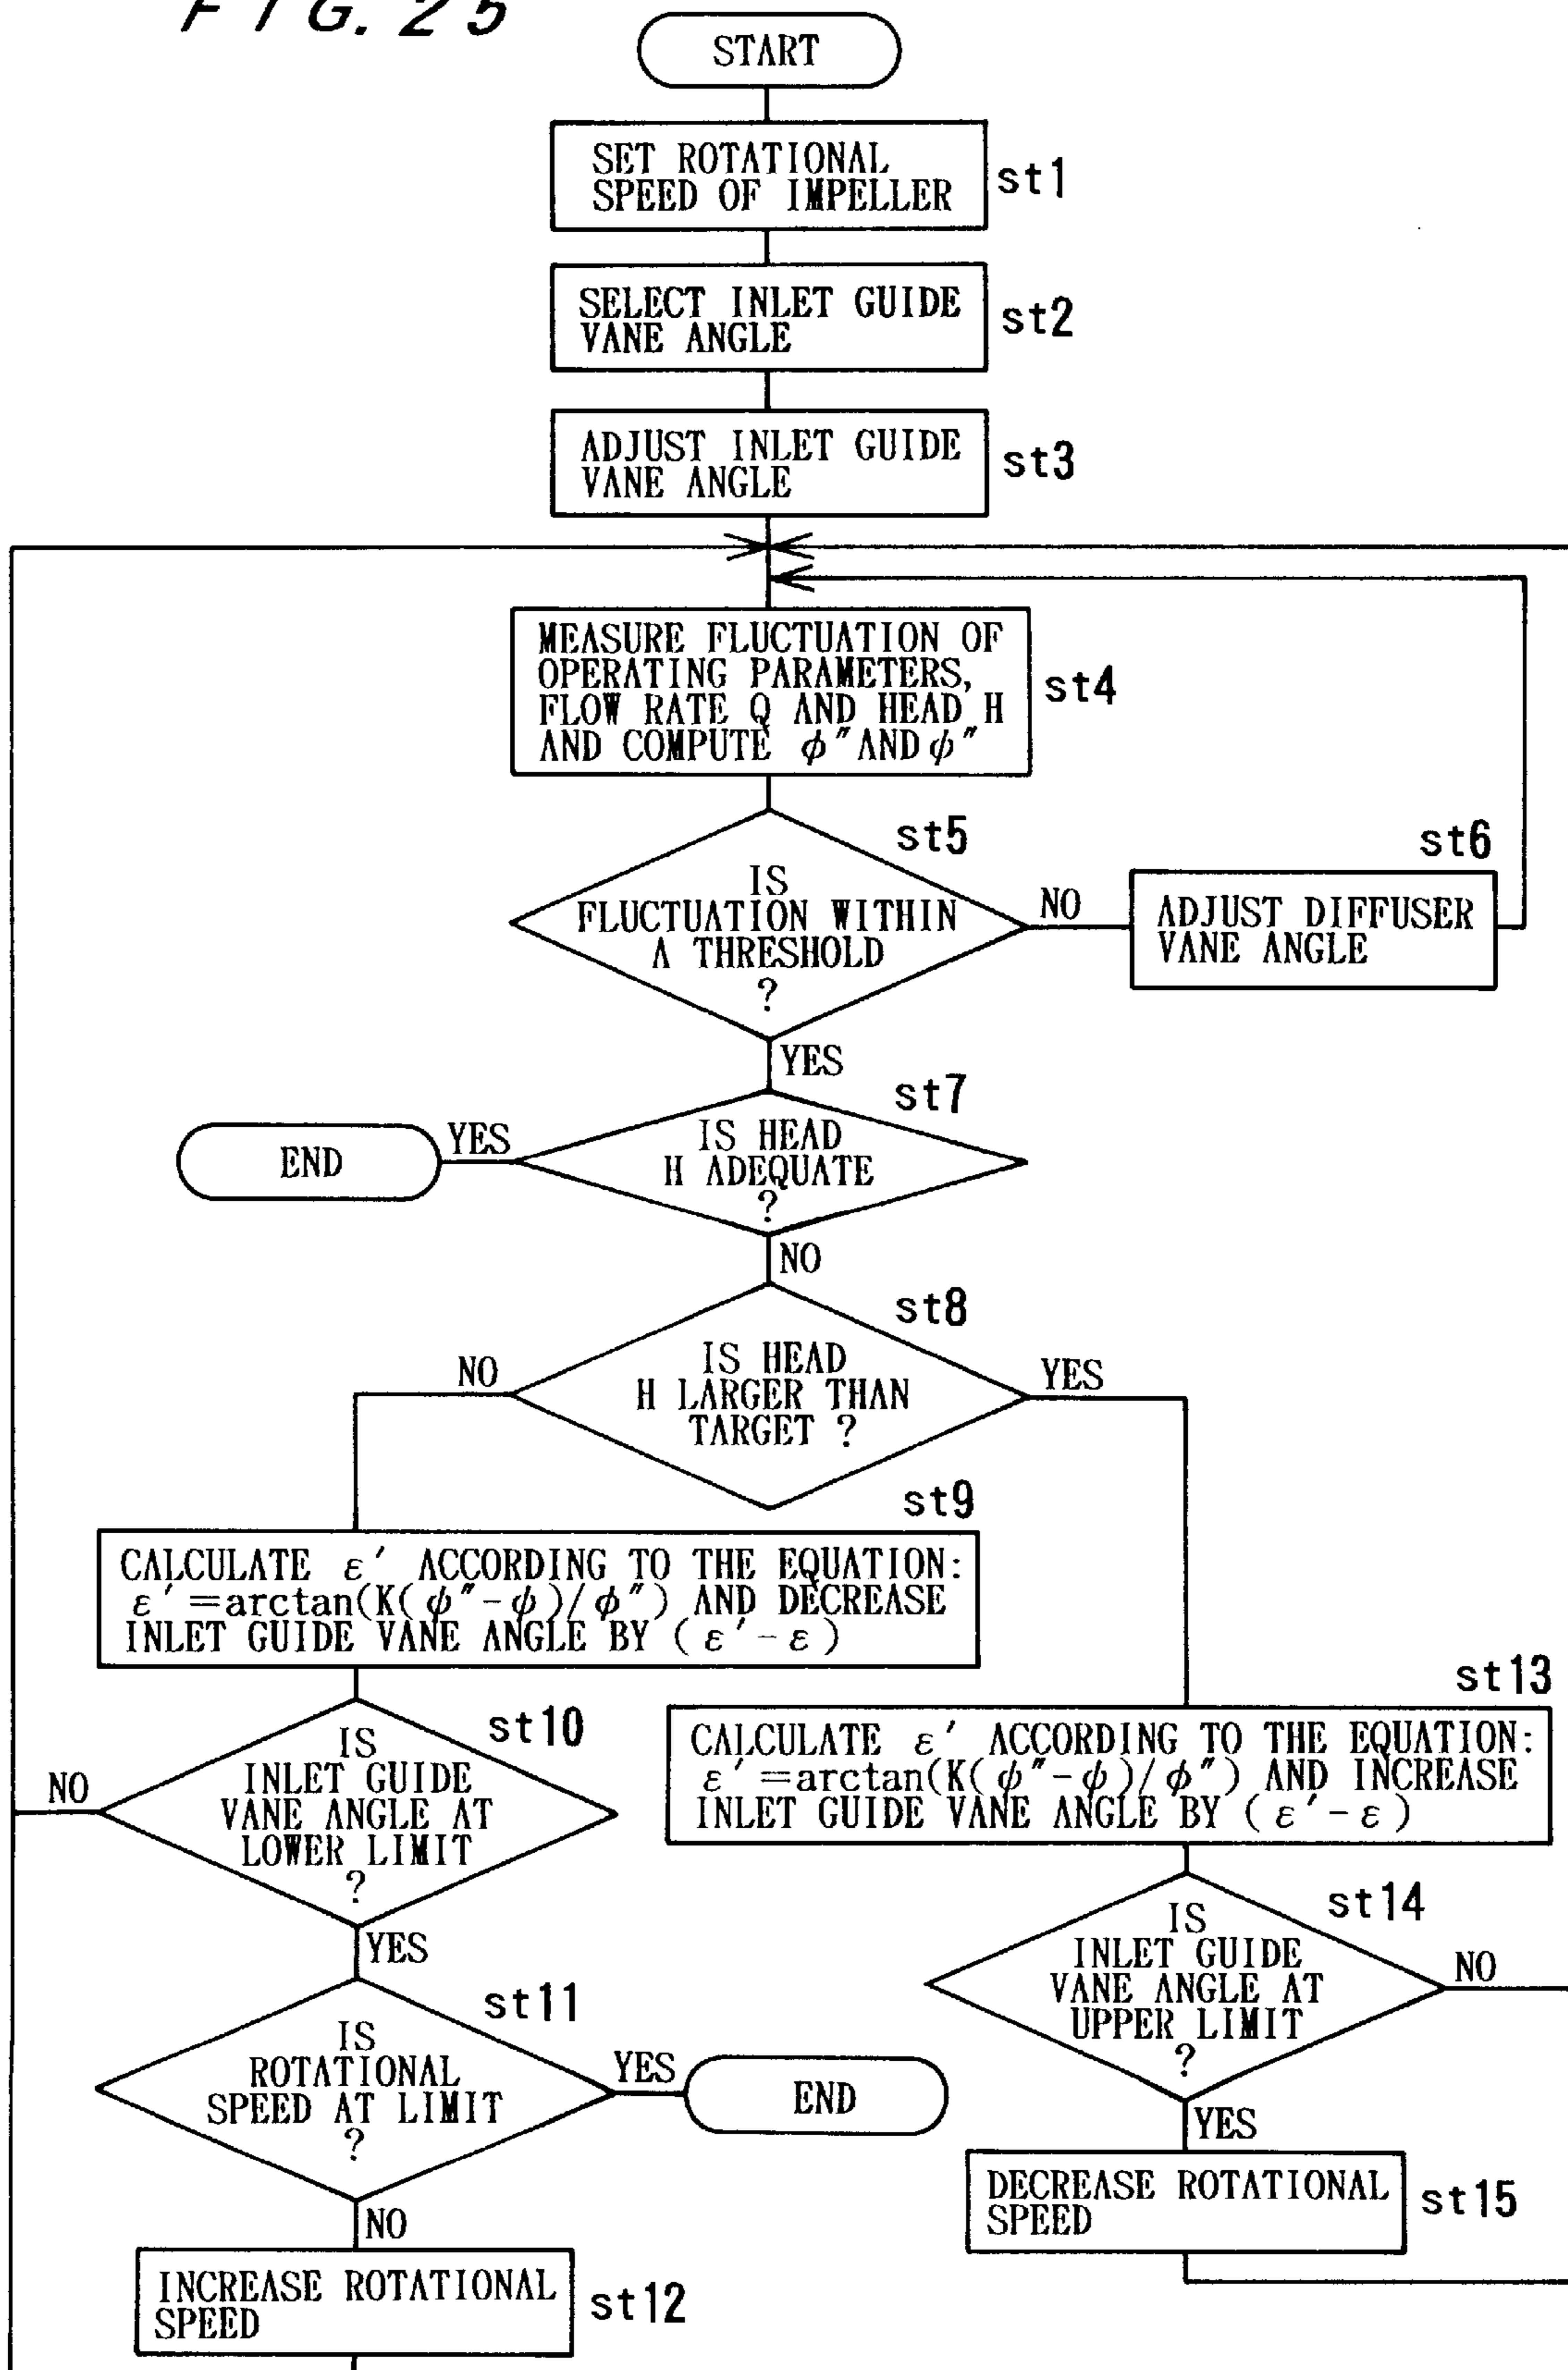 FIG. 25
START
SET ROTATIONAL
SPEED OF IMPELLER
st1
SELECT INLET GUIDE
VANE ANGLE
st2
ADJUST INLET GUIDE
VANE ANGLE
st3
MEASURE FLUCTUATION OF
OPERATING PARAMETERS,
FLOW RATE Q AND HEAD H
AND COMPUTE ϕ″ AND ψ″
st4
st5
IS
FLUCTUATION WITHIN
A THRESHOLD
?
NO
st6
ADJUST DIFFUSER
VANE ANGLE
YES
st7
IS HEAD
H ADEQUATE
?
YES
END
NO
st8
IS HEAD
H LARGER THAN
TARGET ?
NO
YES
st9
CALCULATE ε′ ACCORDING TO THE EQUATION:
ε′=arctan(K(ψ″-ψ)/ϕ″) AND DECREASE
INLET GUIDE VANE ANGLE BY (ε′-ε)
st10
IS
INLET GUIDE
VANE ANGLE AT
LOWER LIMIT
?
NO
YES
st11
IS
ROTATIONAL
SPEED AT LIMIT
?
YES
END
NO
INCREASE ROTATIONAL
SPEED
st12
st13
CALCULATE ε′ ACCORDING TO THE EQUATION:
ε′=arctan(K(ψ″-ψ)/ϕ″) AND INCREASE
INLET GUIDE VANE ANGLE BY (ε′-ε)
st14
IS
INLET GUIDE
VANE ANGLE AT
UPPER LIMIT
?
NO
YES
DECREASE ROTATIONAL
SPEED
st15